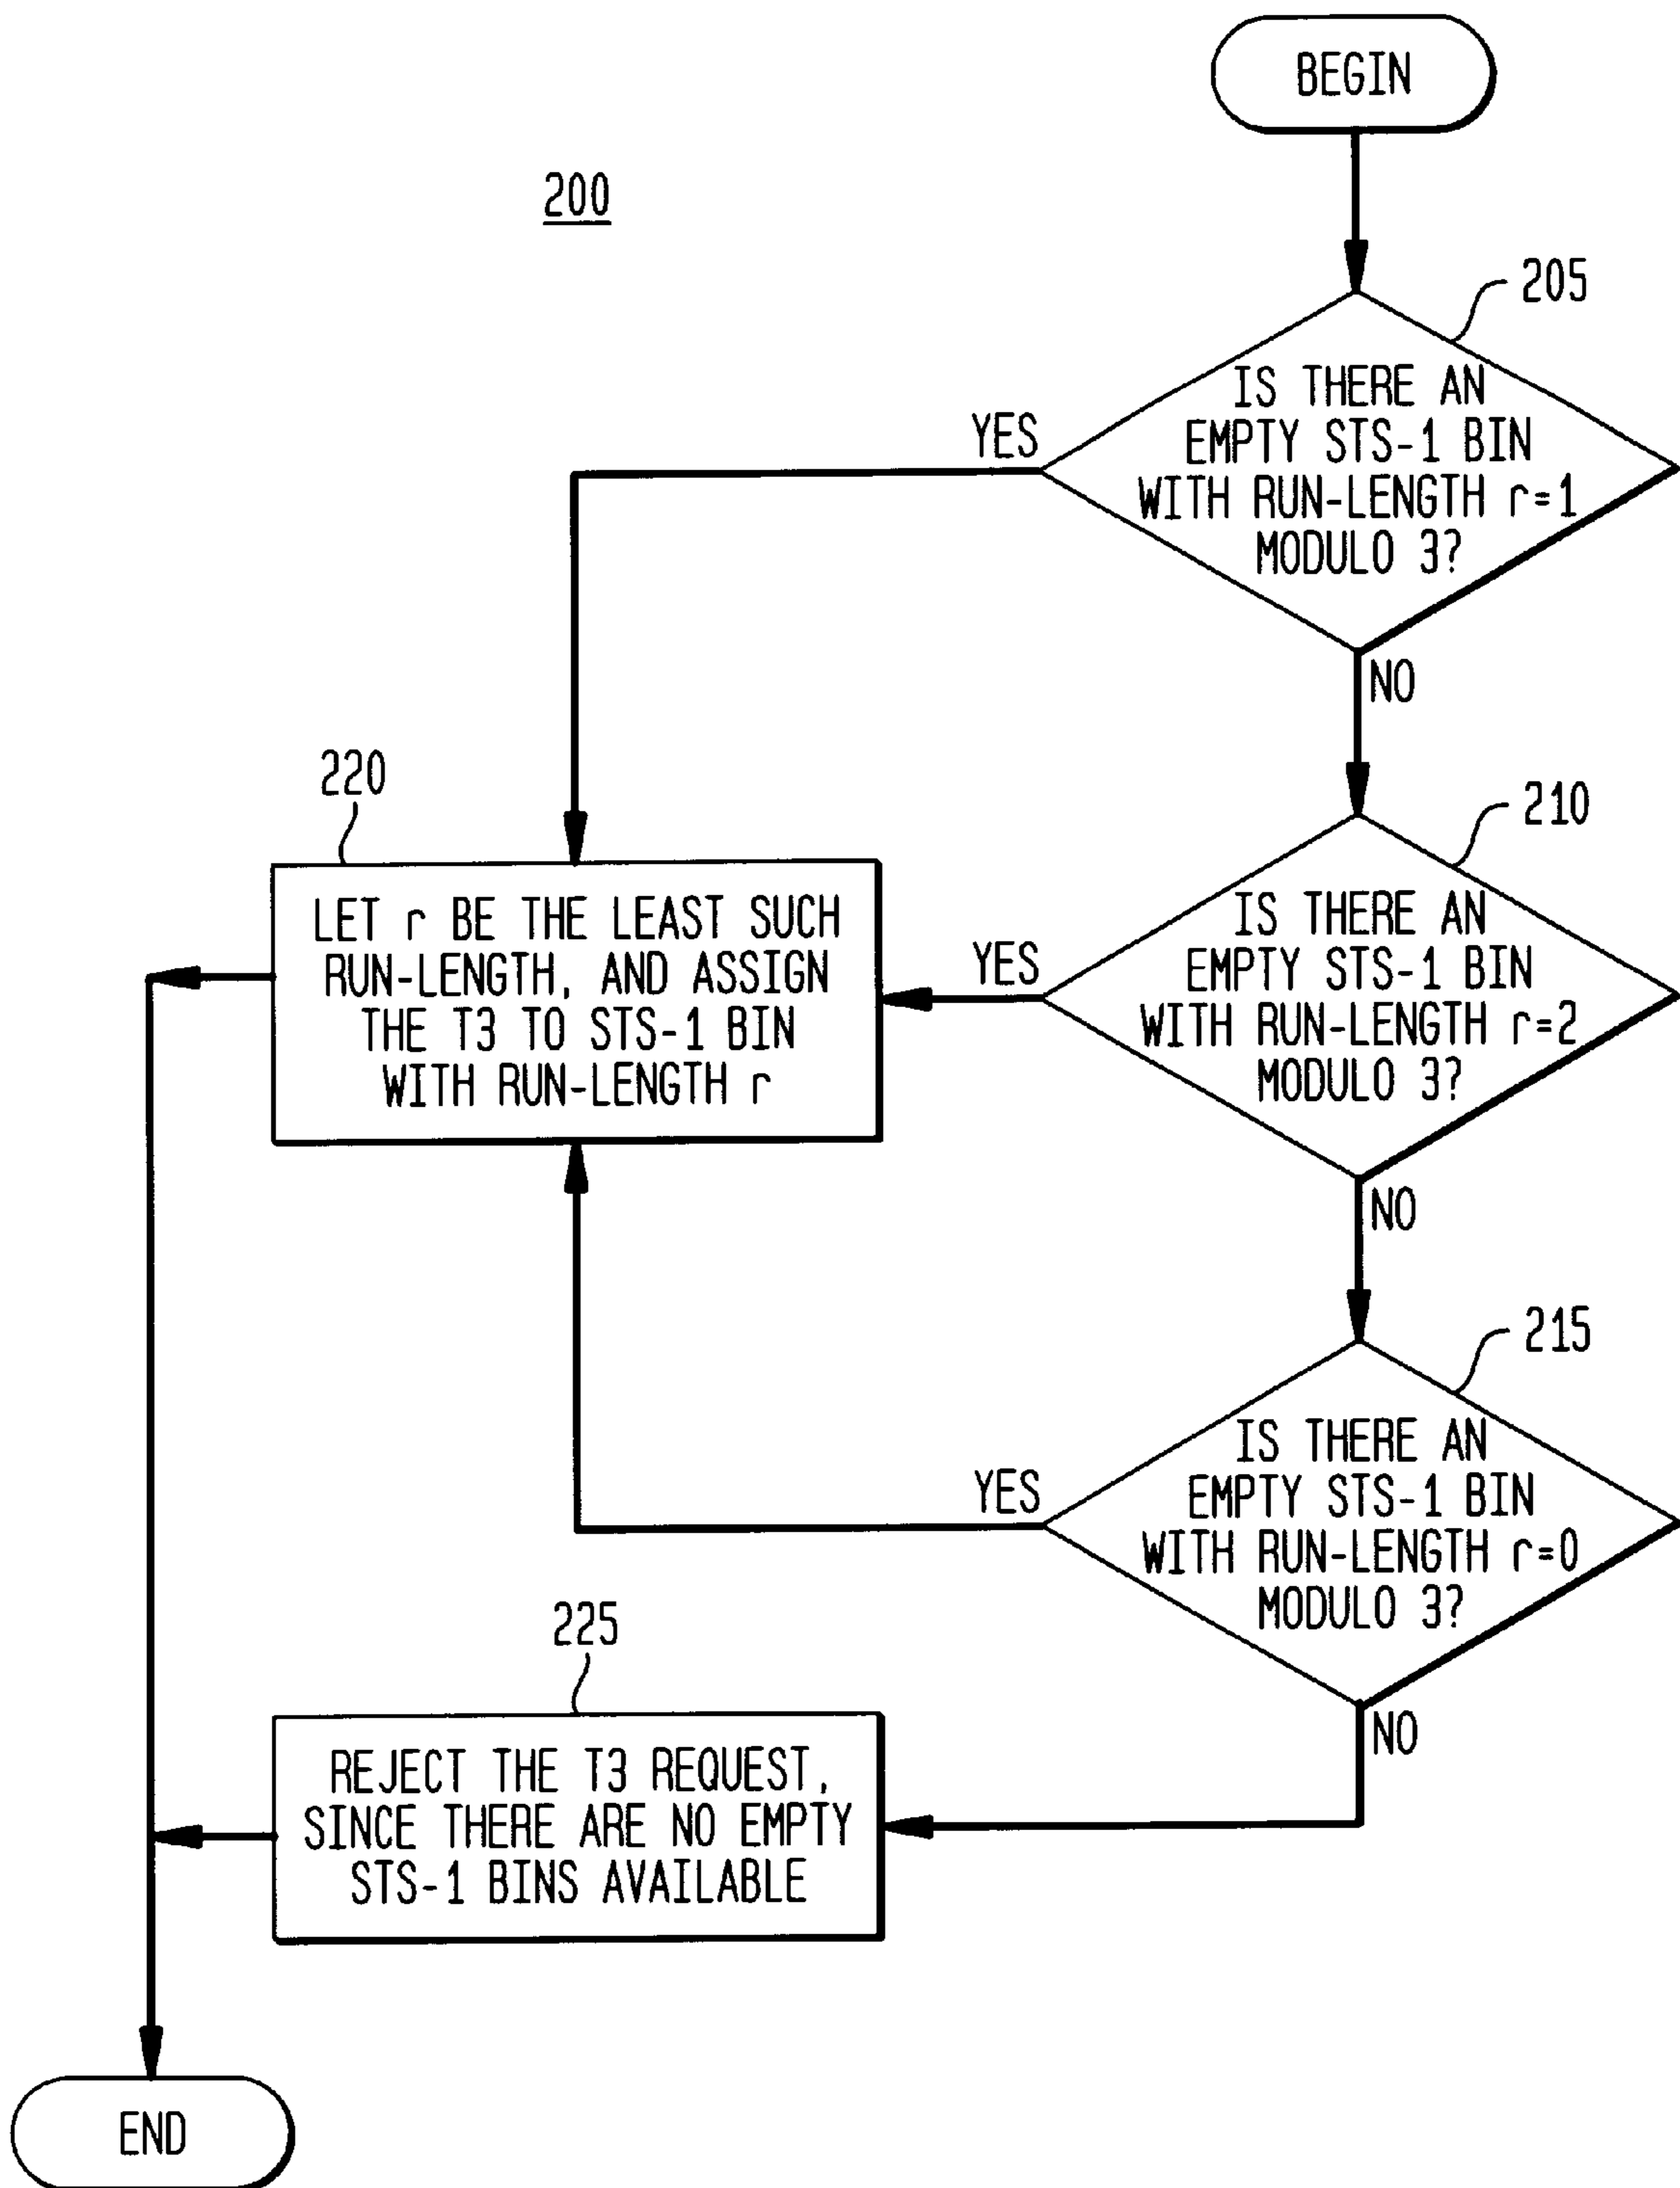 BEGIN
200
205
IS THERE AN
EMPTY STS-1 BIN
WITH RUN-LENGTH r=1
MODULO 3?
YES
NO
210
IS THERE AN
EMPTY STS-1 BIN
WITH RUN-LENGTH r=2
MODULO 3?
YES
NO
220
LET r BE THE LEAST SUCH
RUN-LENGTH, AND ASSIGN
THE T3 TO STS-1 BIN
WITH RUN-LENGTH r
215
IS THERE AN
EMPTY STS-1 BIN
WITH RUN-LENGTH r=0
MODULO 3?
YES
NO
225
REJECT THE T3 REQUEST,
SINCE THERE ARE NO EMPTY
STS-1 BINS AVAILABLE
END